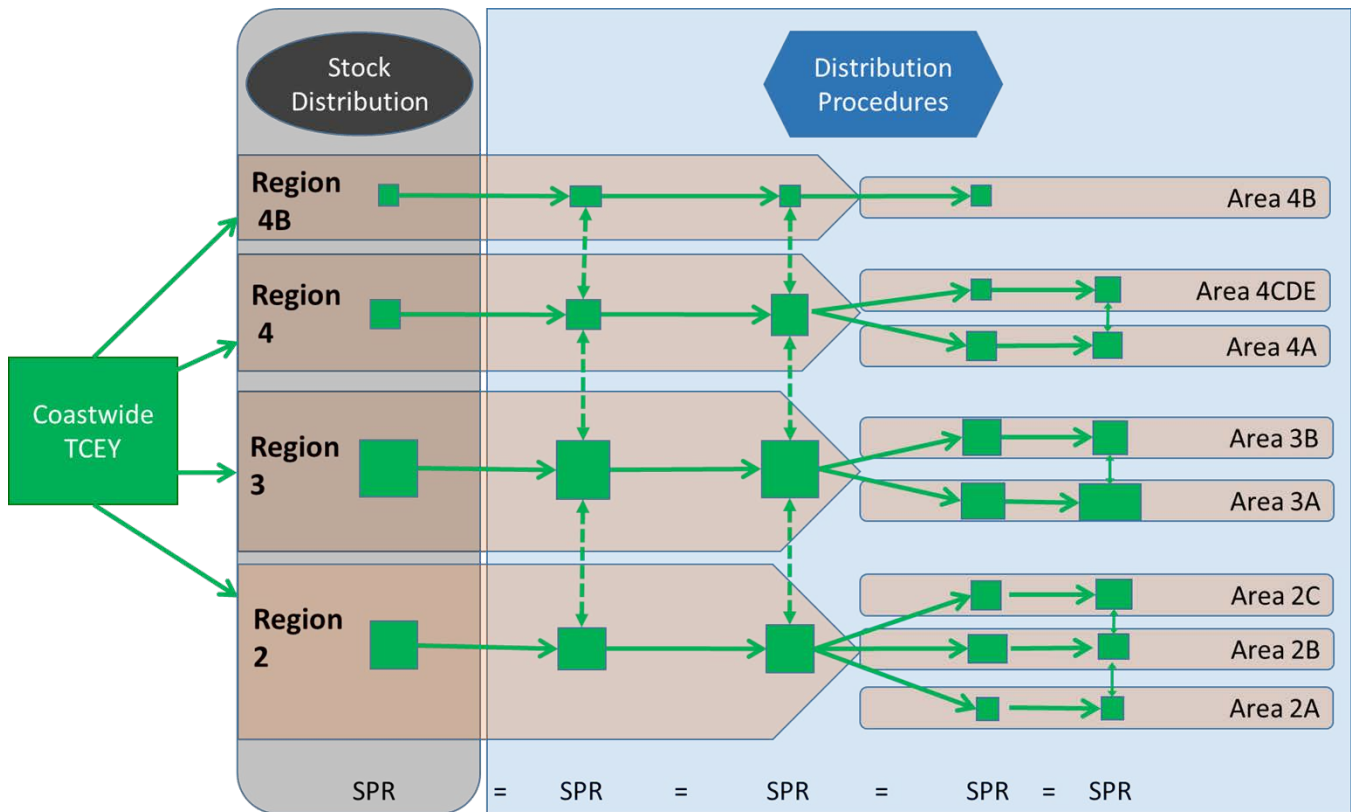 Stock
Distribution
Distribution
Procedures
Region
4B
Area 4B
Region
4
Area 4CDE
Area 4A
Coastwide
TCEY
Region
3
Area 3B
Area 3A
Region
2
Area 2C
Area 2B
Area 2A
SPR = SPR = SPR = SPR = SPR